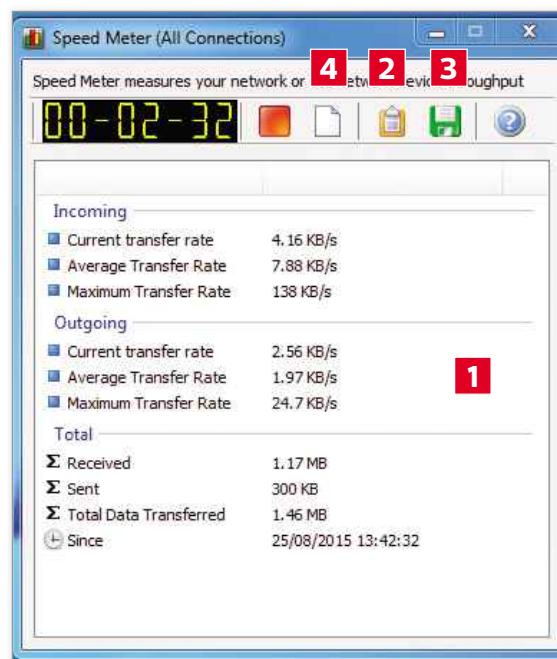 Speed Meter (All Connections)
4 2 3
Speed Meter measures your network or
00-02-32
Incoming
Current transfer rate 4.16 KB/s
Average Transfer Rate 7.88 KB/s
Maximum Transfer Rate 138 KB/s
Outgoing
Current transfer rate 2.56 KB/s
Average Transfer Rate 1.97 KB/s
1
Maximum Transfer Rate 24.7 KB/s
Total
Σ Received 1.17 MB
Σ Sent 300 KB
Σ Total Data Transferred 1.46 MB
Since 25/08/2015 13:42:32